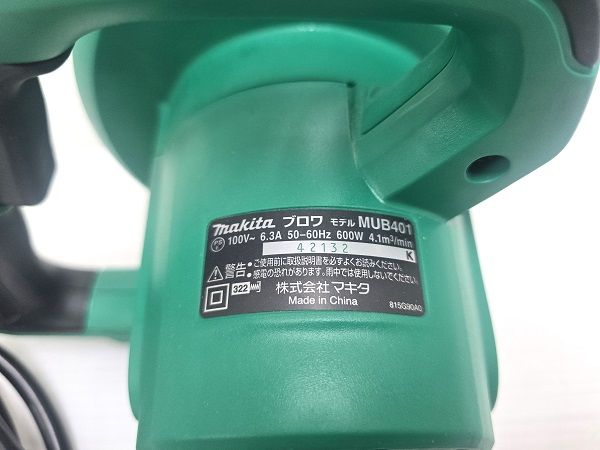 makita ブロワ モデル MUB401
100V~ 6.3A 50-60Hz 600W 4.1m³/min
42132 K
警告
・ご使用前に取扱説明書を必ずよくお読みください。
・感電の恐れがあります。雨中では使用しないでください。
322
株式会社マキタ
Made in China
815G90A0